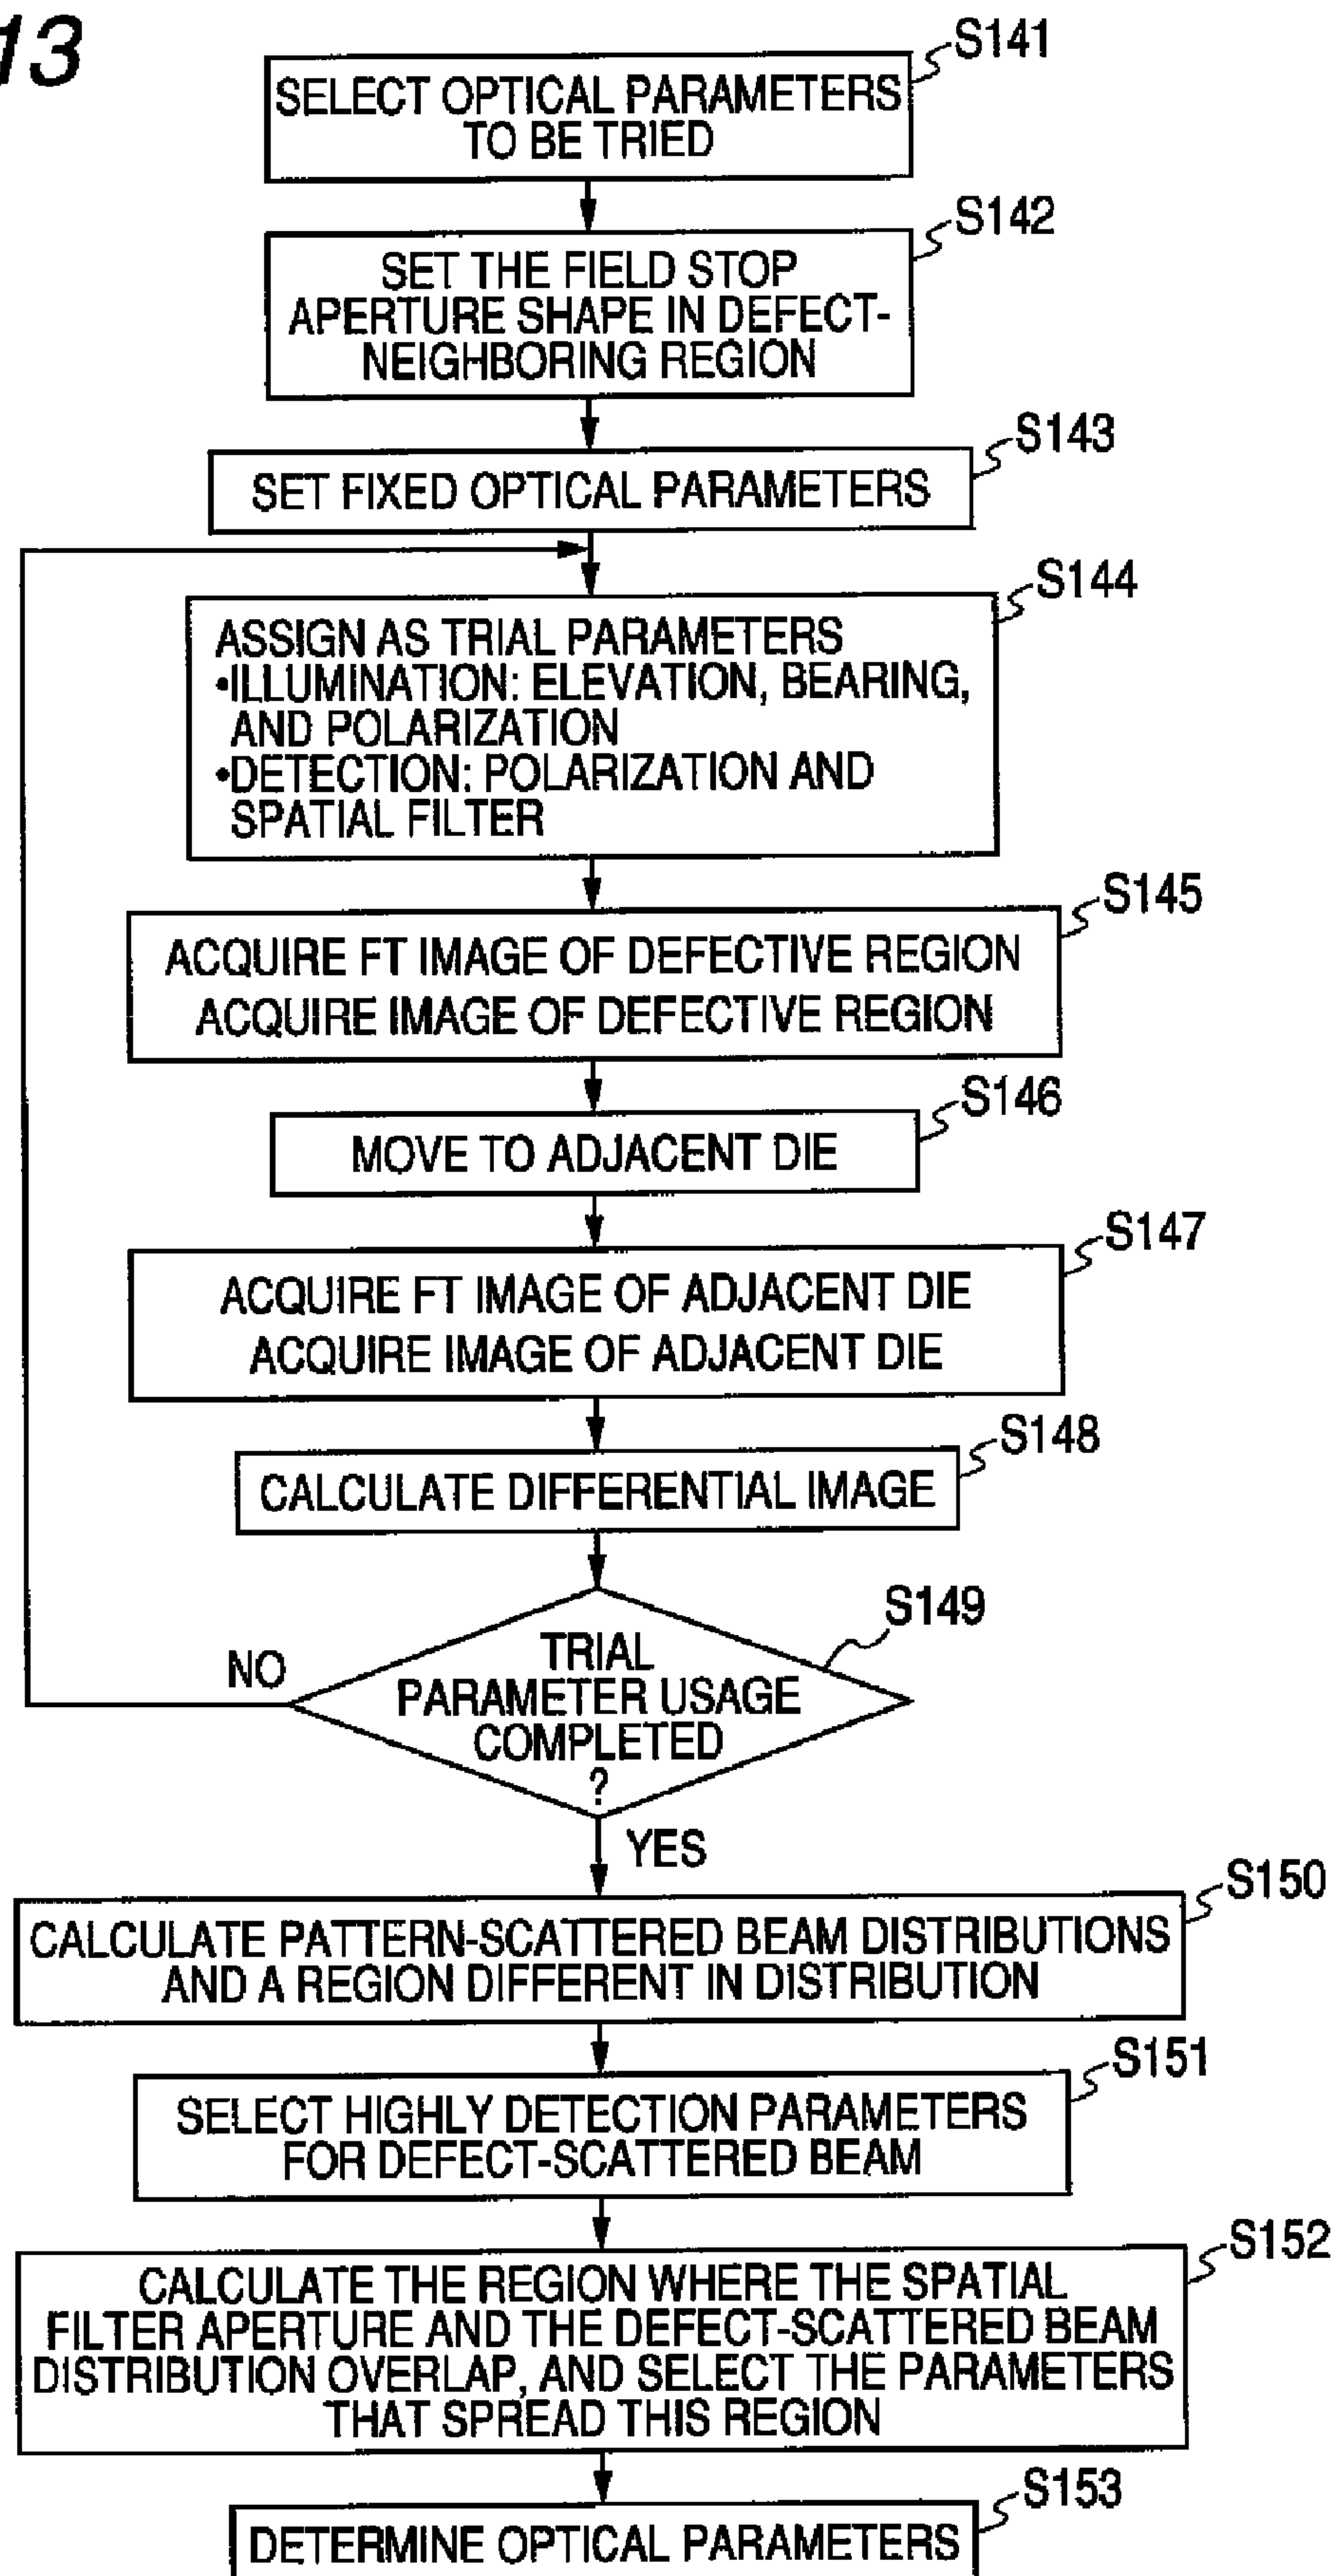 13
S141
SELECT OPTICAL PARAMETERS
TO BE TRIED
S142
SET THE FIELD STOP
APERTURE SHAPE IN DEFECT-
NEIGHBORING REGION
S143
SET FIXED OPTICAL PARAMETERS
S144
ASSIGN AS TRIAL PARAMETERS
•ILLUMINATION: ELEVATION, BEARING,
AND POLARIZATION
•DETECTION: POLARIZATION AND
SPATIAL FILTER
S145
ACQUIRE FT IMAGE OF DEFECTIVE REGION
ACQUIRE IMAGE OF DEFECTIVE REGION
S146
MOVE TO ADJACENT DIE
S147
ACQUIRE FT IMAGE OF ADJACENT DIE
ACQUIRE IMAGE OF ADJACENT DIE
S148
CALCULATE DIFFERENTIAL IMAGE
S149
TRIAL
PARAMETER USAGE
COMPLETED
?
NO
YES
S150
CALCULATE PATTERN-SCATTERED BEAM DISTRIBUTIONS
AND A REGION DIFFERENT IN DISTRIBUTION
S151
SELECT HIGHLY DETECTION PARAMETERS
FOR DEFECT-SCATTERED BEAM
S152
CALCULATE THE REGION WHERE THE SPATIAL
FILTER APERTURE AND THE DEFECT-SCATTERED BEAM
DISTRIBUTION OVERLAP, AND SELECT THE PARAMETERS
THAT SPREAD THIS REGION
S153
DETERMINE OPTICAL PARAMETERS